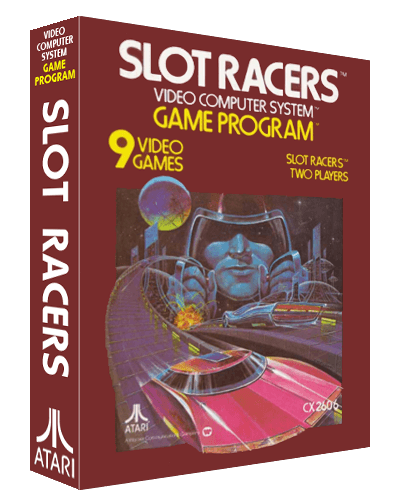 VIDEO
COMPUTER
SYSTEM
GAME
PROGRAM
SLOT RACERS
ATARI
SLOT RACERS™
VIDEO COMPUTER SYSTEM™
GAME PROGRAM™
9 VIDEO
GAMES
SLOT RACERS™
TWO PLAYERS
CX2606
ATARI